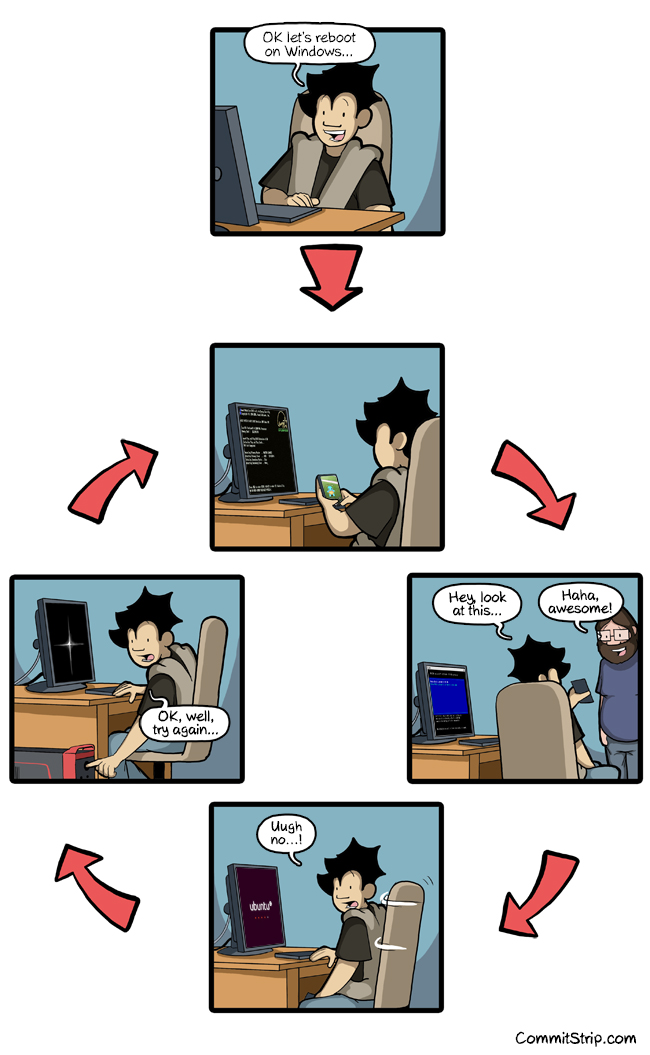 OK let's reboot
on Windows...
Hey, look
at this...
Haha,
awesome!
Uugh
no...!
ubuntu
OK, well,
try again...
CommitStrip.com